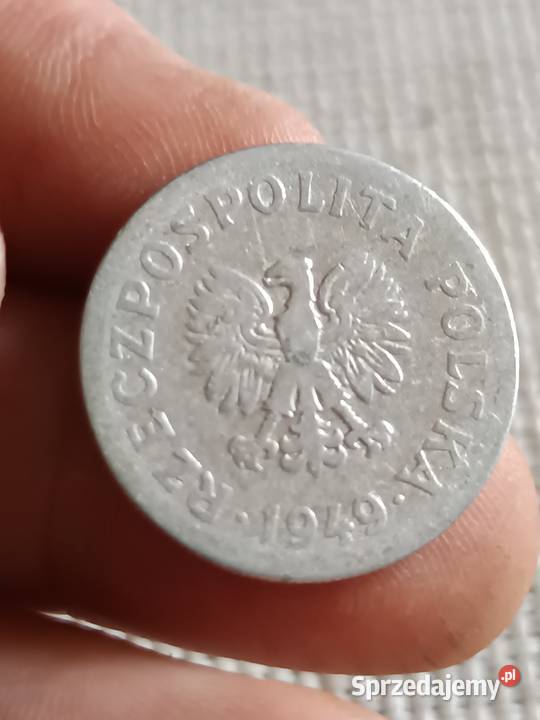 RZECZPOSPOLITA POLSKA
· 1949 ·
Sprzedajemy.pl